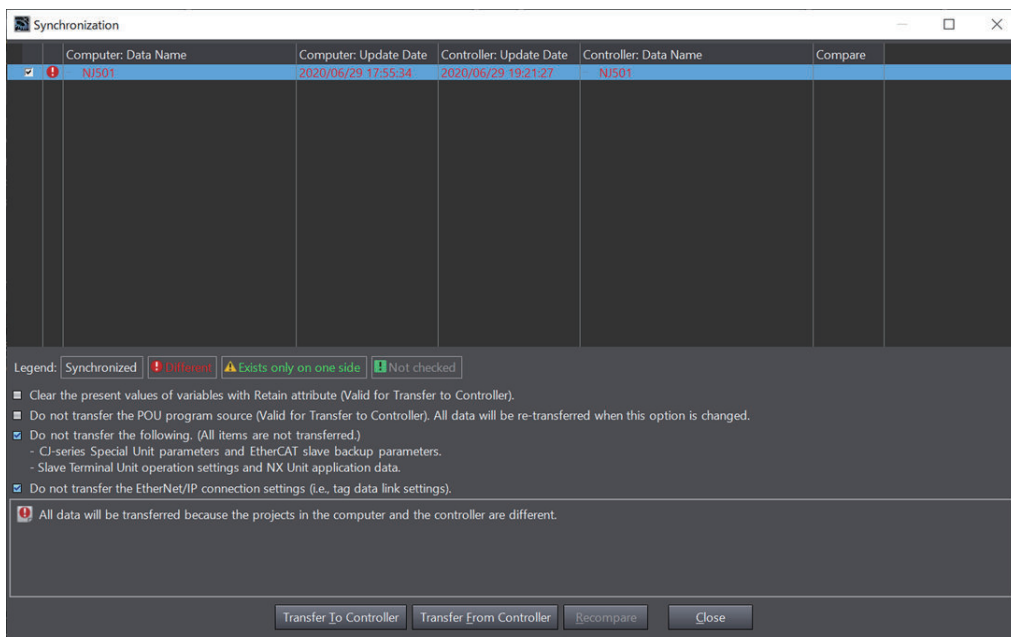 Synchronization
Computer: Data Name Computer: Update Date Controller: Update Date Controller: Data Name Compare
NJ501 2020/06/29 17:55:34 2020/06/29 19:21:27 NJ501
Legend: Synchronized Different Exists only on one side Not checked
Clear the present values of variables with Retain attribute (Valid for Transfer to Controller).
Do not transfer the POU program source (Valid for Transfer to Controller). All data will be re-transferred when this option is changed.
Do not transfer the following. (All items are not transferred.)
- CJ-series Special Unit parameters and EtherCAT slave backup parameters.
- Slave Terminal Unit operation settings and NX Unit application data.
Do not transfer the EtherNet/IP connection settings (i.e., tag data link settings).
All data will be transferred because the projects in the computer and the controller are different.
Transfer To Controller Transfer From Controller Recompare Close